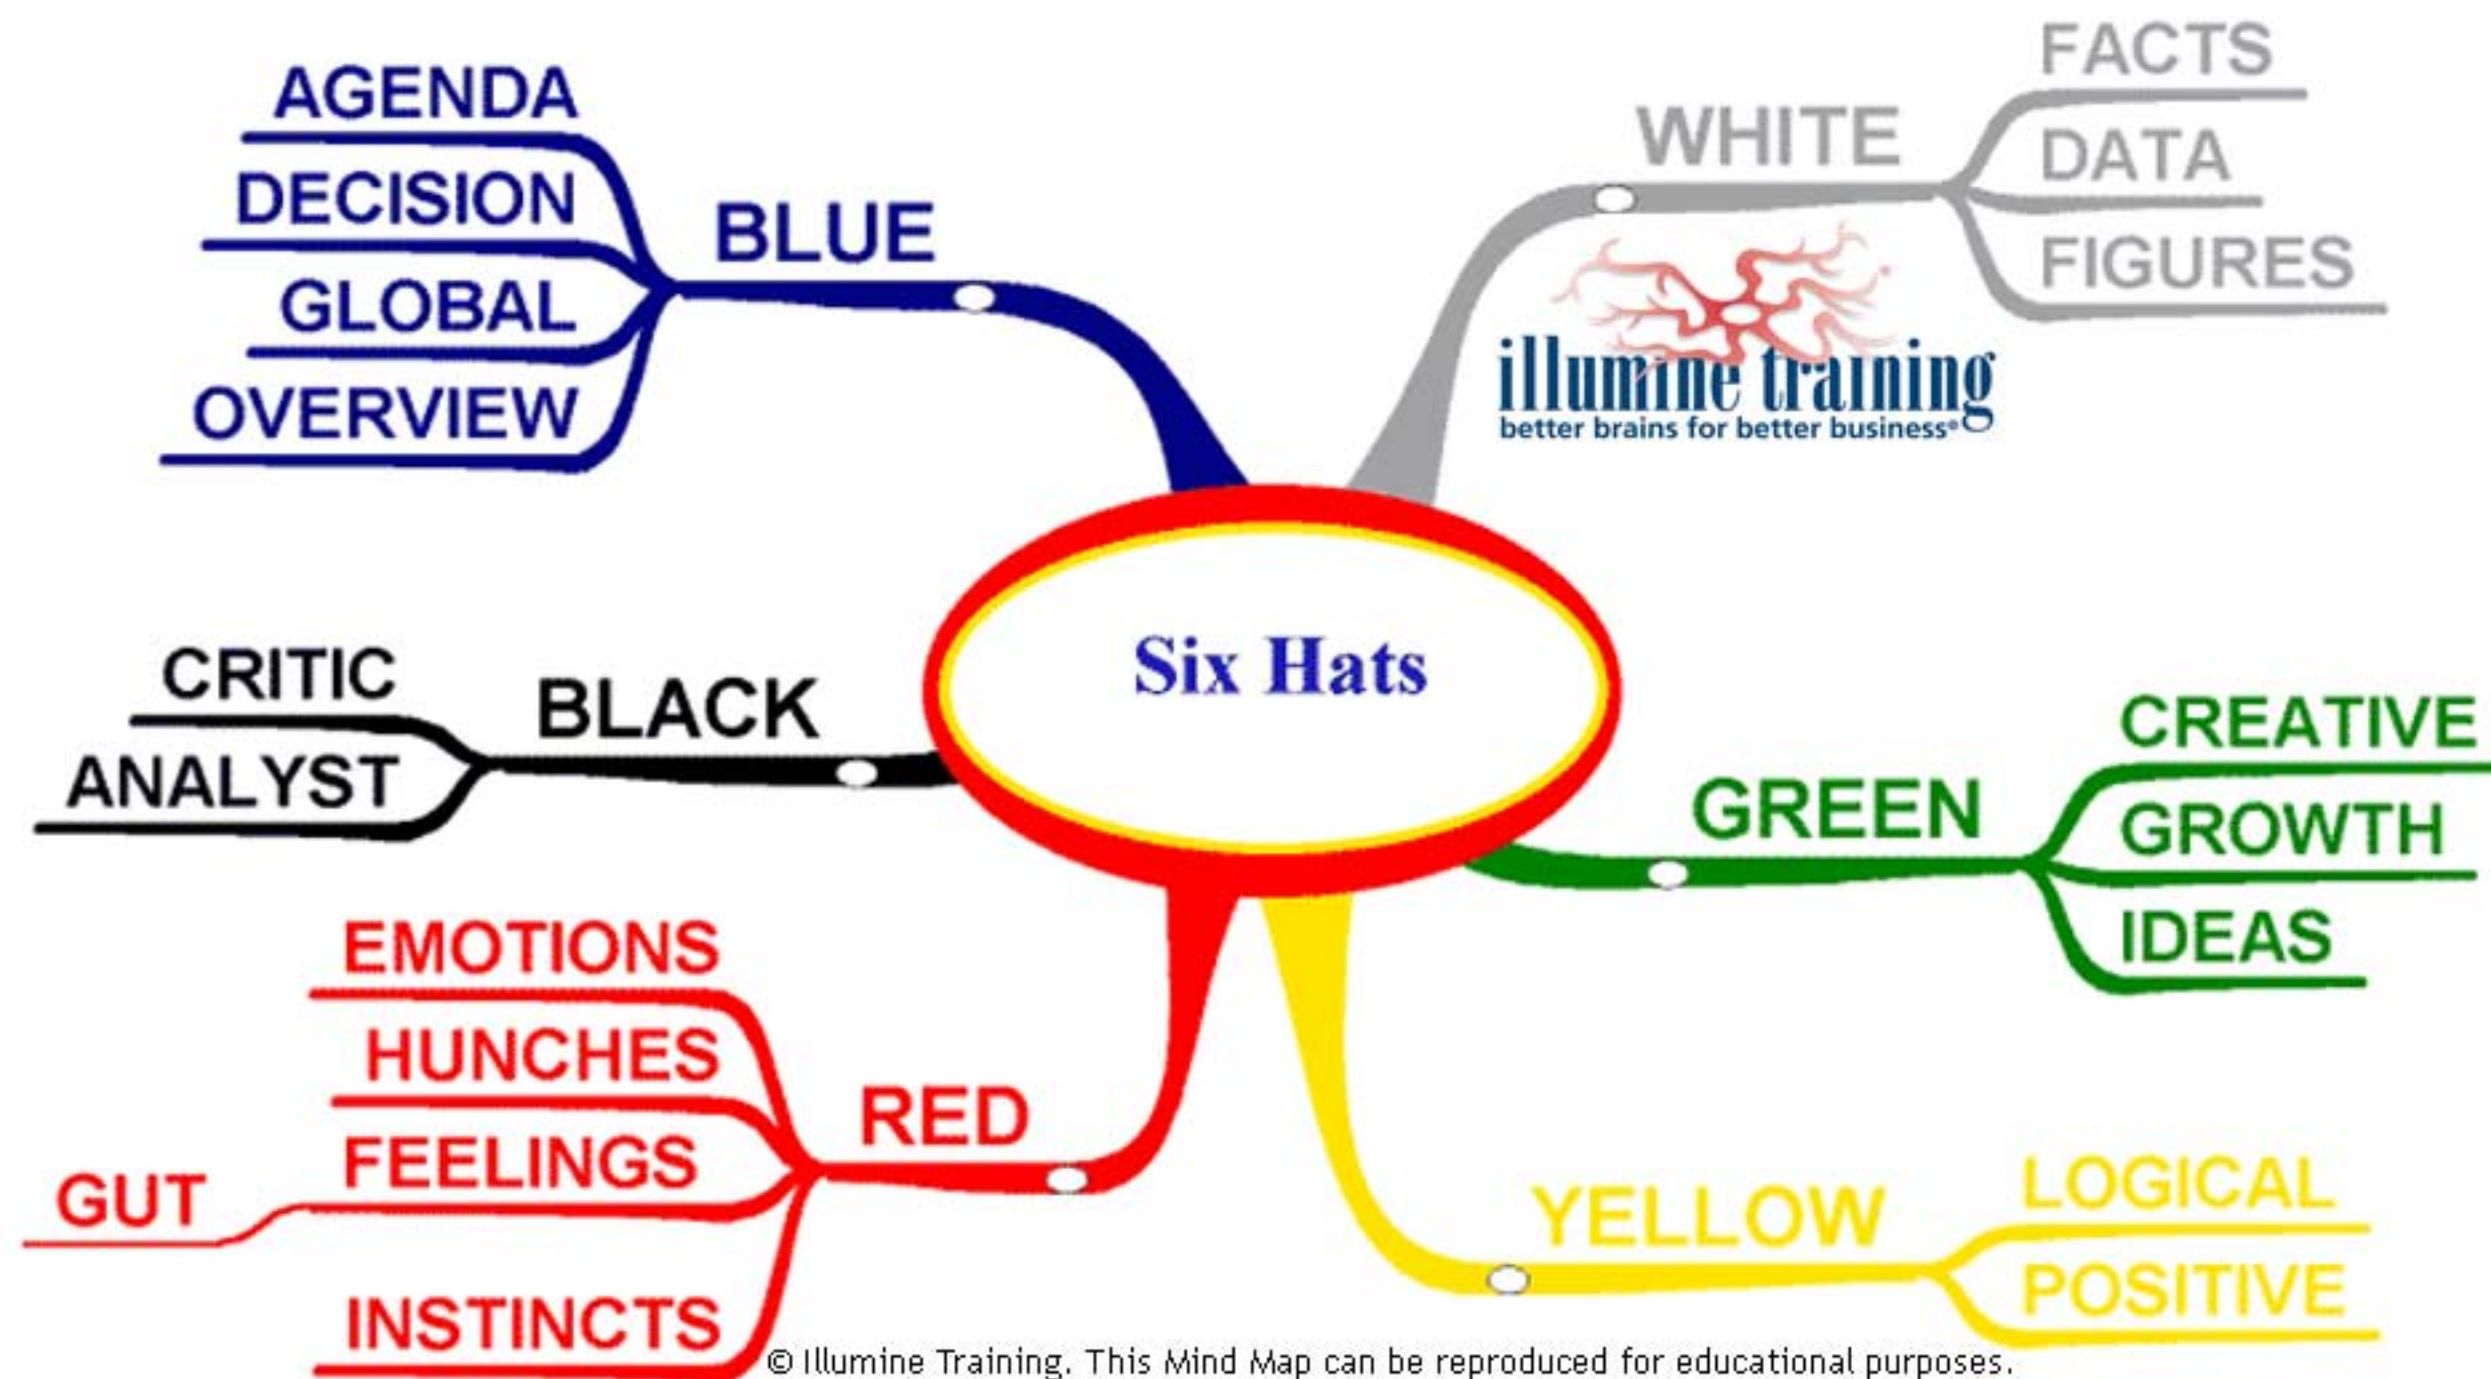 AGENDA
DECISION
GLOBAL
OVERVIEW
BLUE
WHITE
FACTS
DATA
FIGURES
illumine training
better brains for better business®
Six Hats
CRITIC
ANALYST
BLACK
GREEN
CREATIVE
GROWTH
IDEAS
EMOTIONS
HUNCHES
FEELINGS
GUT
INSTINCTS
RED
YELLOW
LOGICAL
POSITIVE
© Illumine Training. This Mind Map can be reproduced for educational purposes.